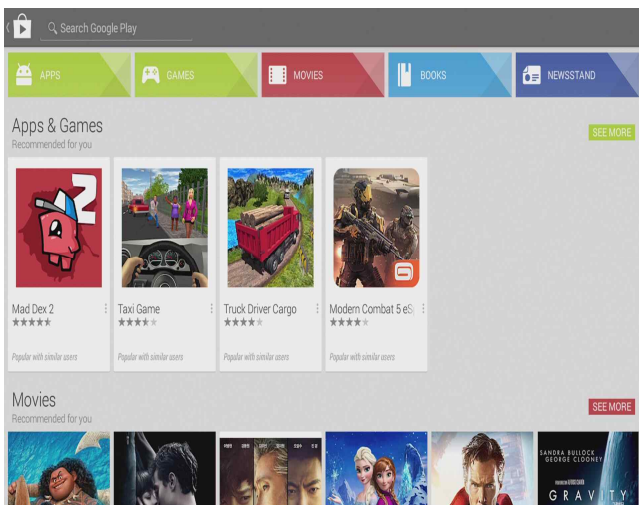 Search Google Play
APPS
GAMES
MOVIES
BOOKS
NEWSSTAND
Apps & Games
Recommended for you
SEE MORE
2
Mad Dex 2
Taxi Game
Truck Driver Cargo
Modern Combat 5 eS
Popular with similar users
Popular with similar users
Popular with similar users
Popular with similar users
Movies
Recommended for you
SEE MORE
SANDRA BULLOCK
GEORGE CLOONEY
GRAVITY